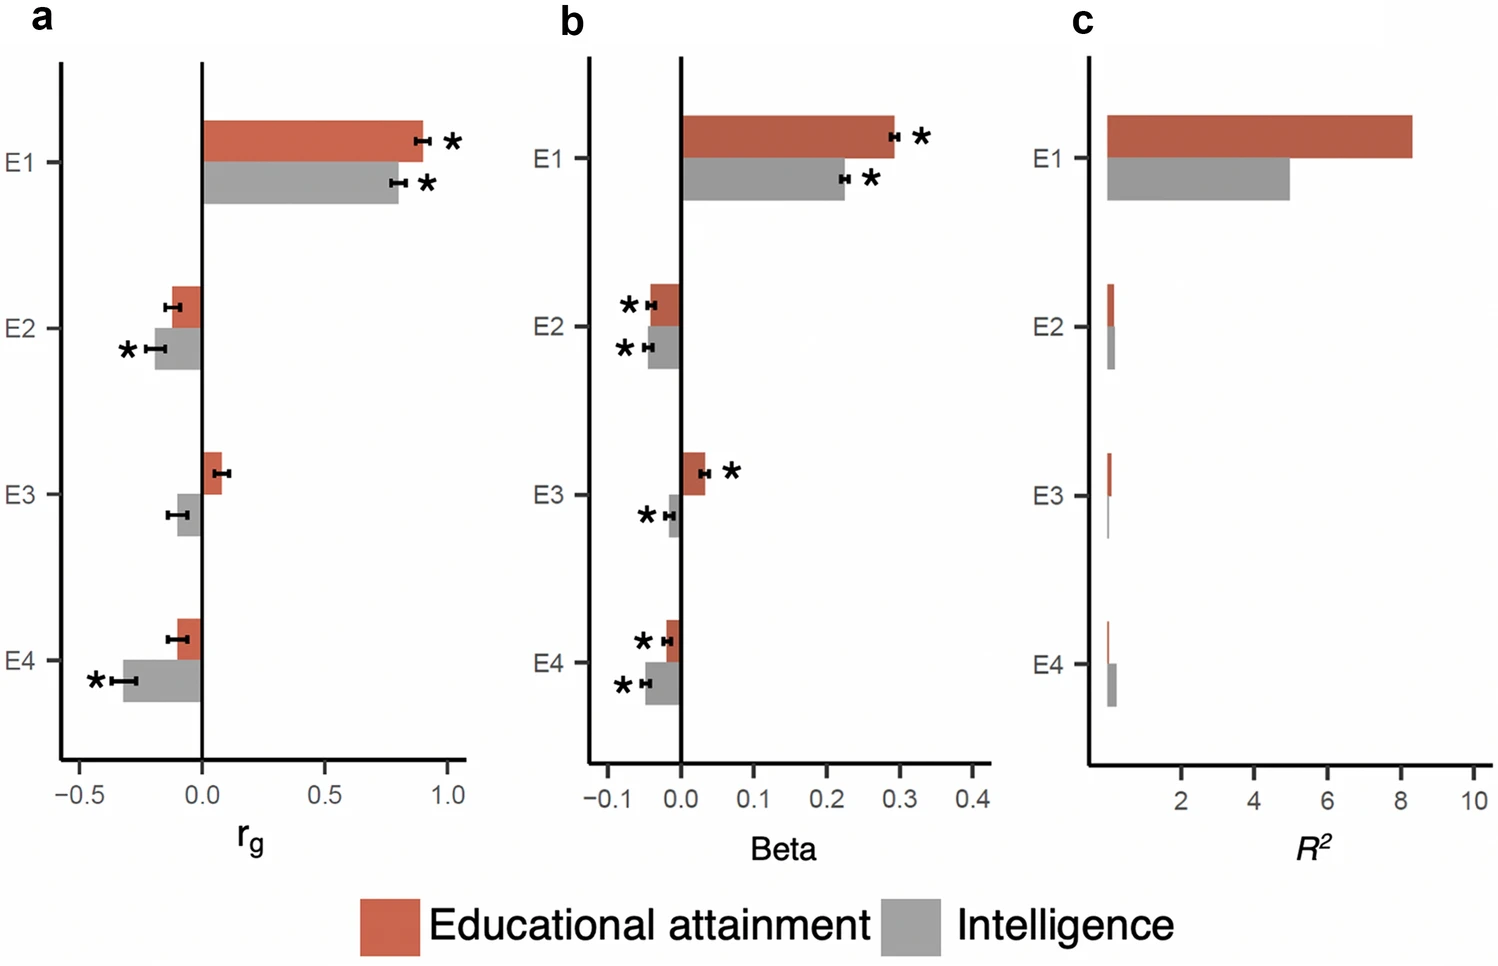 a
E1
E2
E3
E4
−0.5 0.0 0.5 1.0
rg
b
E1
E2
E3
E4
−0.1 0.0 0.1 0.2 0.3 0.4
Beta
c
E1
E2
E3
E4
2 4 6 8 10
R²
* * * * * * * * * * * *
Educational attainment Intelligence